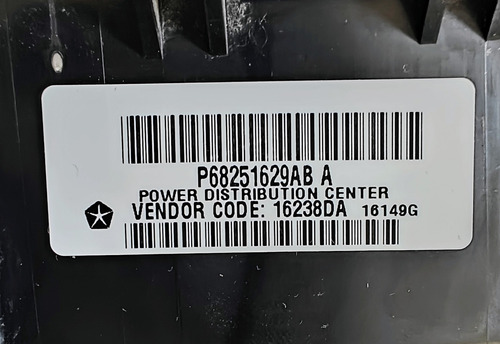 P68251629AB A
POWER DISTRIBUTION CENTER
VENDOR CODE: 16238DA 16149G